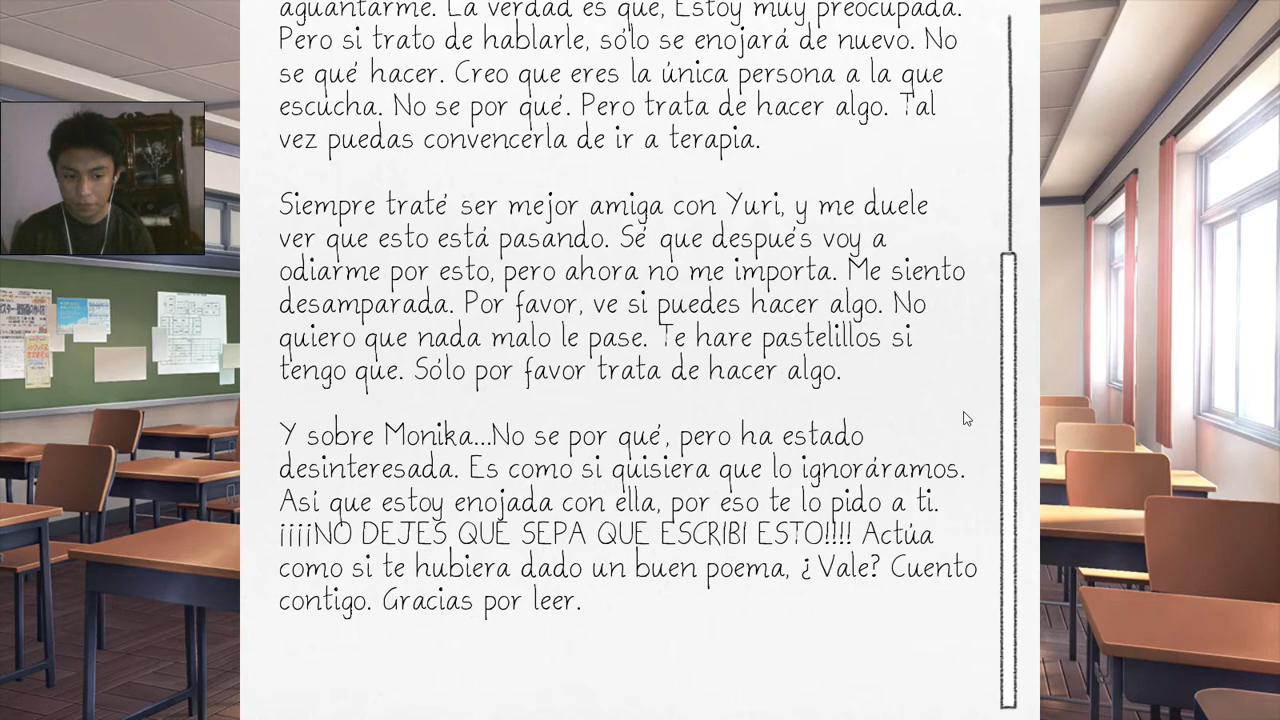 aguantarme. La verdad es que, Estoy muy preocupada.
Pero si trato de hablarle, sólo se enojará de nuevo. No
se qué hacer. Creo que eres la única persona a la que
escucha. No se por qué. Pero trata de hacer algo. Tal
vez puedas convencerla de ir a terapia.
Siempre traté ser mejor amiga con Yuri, y me duele
ver que esto está pasando. Sé que después voy a
odiarme por esto, pero ahora no me importa. Me siento
desamparada. Por favor, ve si puedes hacer algo. No
quiero que nada malo le pase. Te hare pastelillos si
tengo que. Sólo por favor trata de hacer algo.
Y sobre Monika...No se por qué, pero ha estado
desinteresada. Es como si quisiera que lo ignoráramos.
Así que estoy enojada con ella, por eso te lo pido a ti.
¡¡¡¡NO DEJES QUE SEPA QUE ESCRIBI ESTO!!!! Actúa
como si te hubiera dado un buen poema, ¿Vale? Cuento
contigo. Gracias por leer.